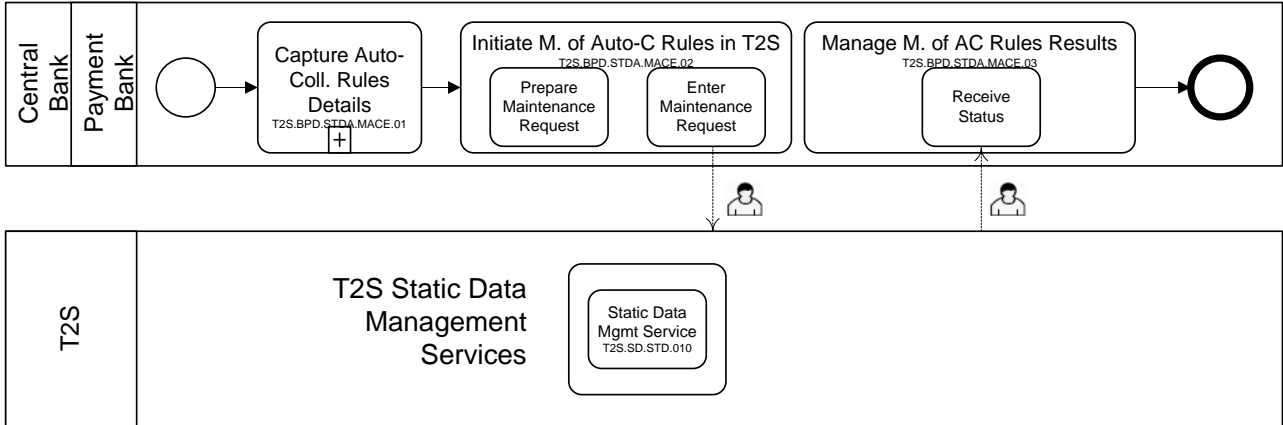 Central
Bank
Payment
Bank
Capture Auto-
Coll. Rules
Details
T2S.BPD.STDA.MACE.01
Initiate M. of Auto-C Rules in T2S
T2S.BPD.STDA.MACE.02
Prepare
Maintenance
Request
Enter
Maintenance
Request
Manage M. of AC Rules Results
T2S.BPD.STDA.MACE.03
Receive
Status
T2S
T2S Static Data
Management
Services
Static Data
Mgmt Service
T2S.SD.STD.010